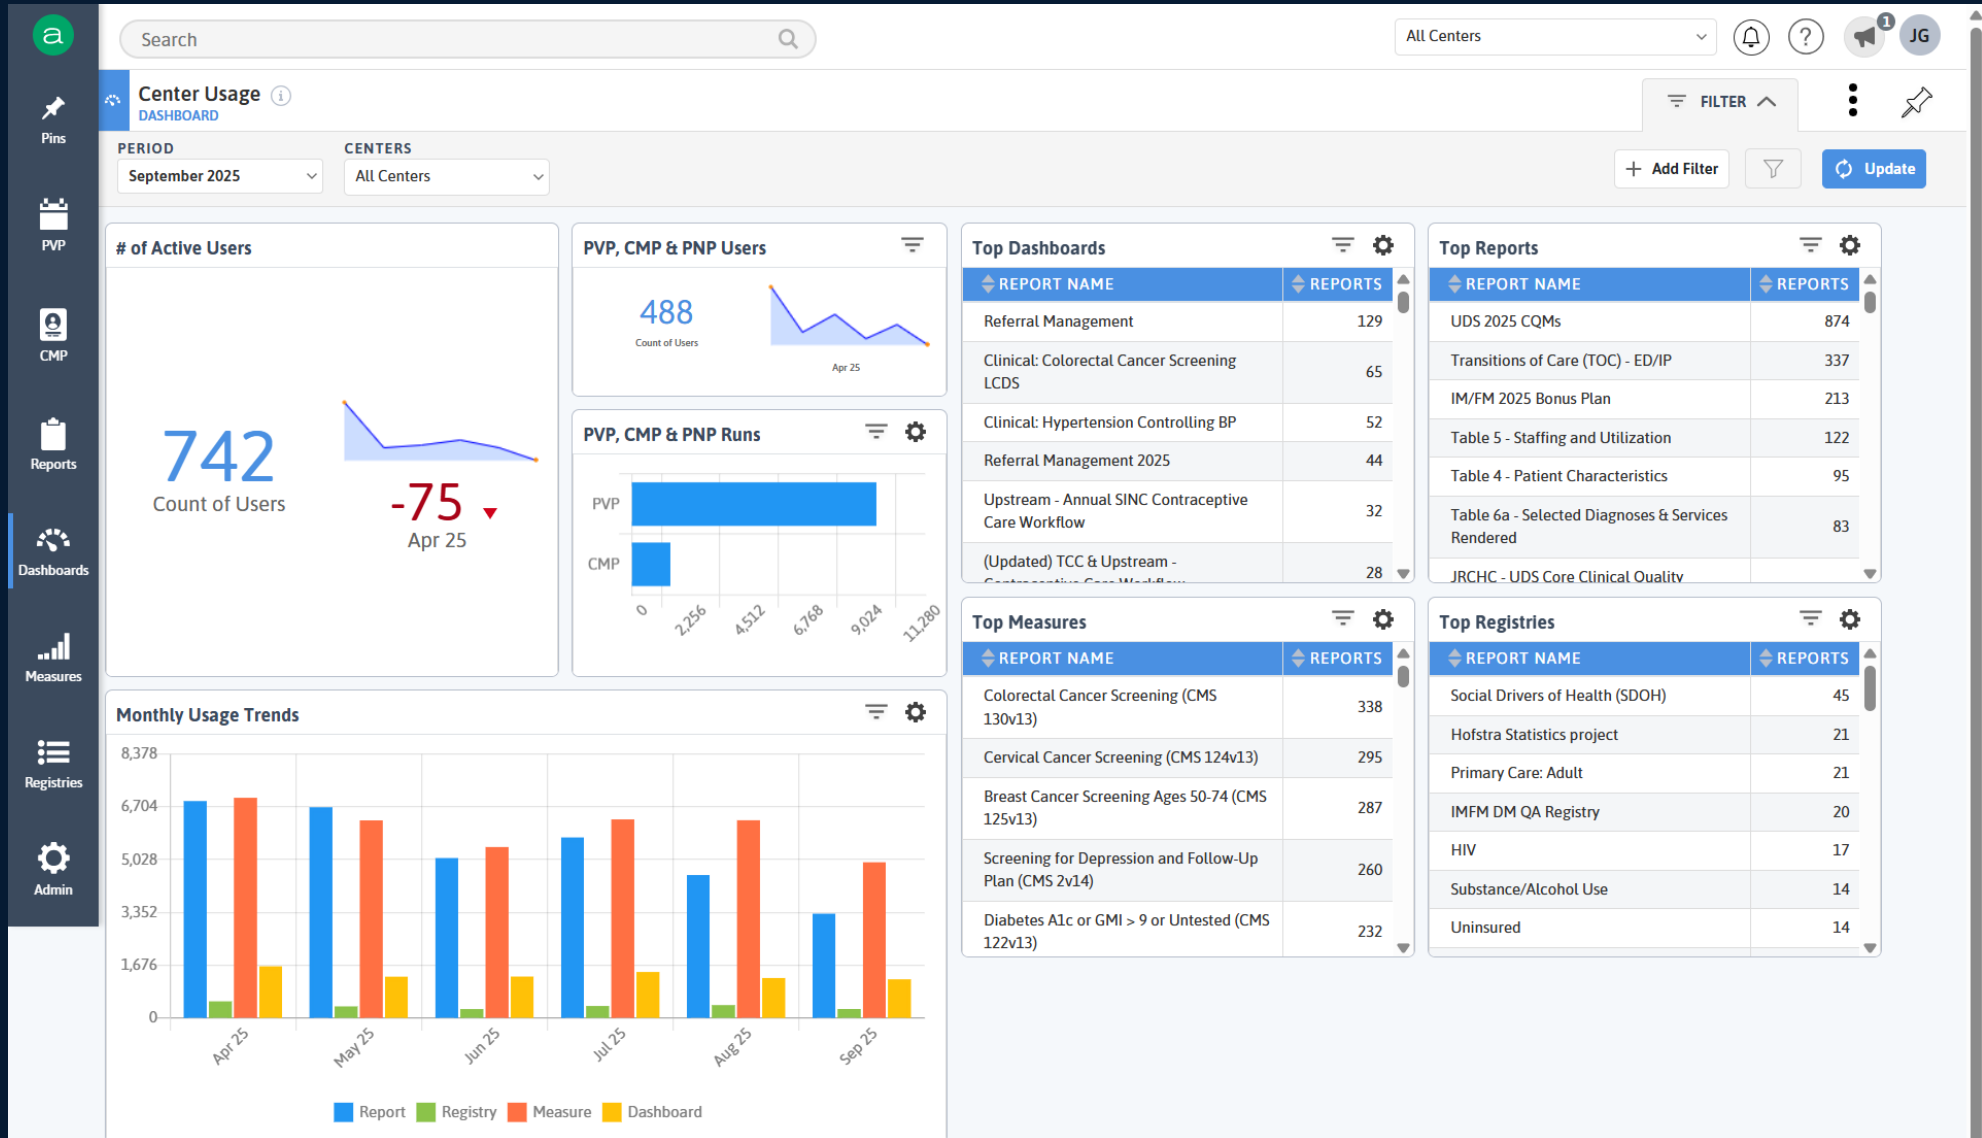 a
Search
All Centers
?
1
JG
Pins
PVP
CMP
Reports
Dashboards
Measures
Registries
Admin
Center Usage
DASHBOARD
FILTER
PERIOD
September 2025
CENTERS
All Centers
Add Filter
Update
# of Active Users
742
Count of Users
-75
Apr 25
PVP, CMP & PNP Users
488
Count of Users
Apr 25
PVP, CMP & PNP Runs
PVP
CMP
0
2,256
4,512
6,768
9,024
11,280
Monthly Usage Trends
8,378
6,704
5,028
3,352
1,676
0
Apr 25
May 25
Jun 25
Jul 25
Aug 25
Sep 25
Report Registry Measure Dashboard
Top Dashboards
REPORT NAME REPORTS
Referral Management 129
Clinical: Colorectal Cancer Screening
LCDS 65
Clinical: Hypertension Controlling BP 52
Referral Management 2025 44
Upstream - Annual SINC Contraceptive
Care Workflow 32
(Updated) TCC & Upstream -
Contraceptive Care Workflow 28
Top Reports
REPORT NAME REPORTS
UDS 2025 CQMs 874
Transitions of Care (TOC) - ED/IP 337
IM/FM 2025 Bonus Plan 213
Table 5 - Staffing and Utilization 122
Table 4 - Patient Characteristics 95
Table 6a - Selected Diagnoses & Services
Rendered 83
JRCHC - UDS Core Clinical Quality
Top Measures
REPORT NAME REPORTS
Colorectal Cancer Screening (CMS
130v13) 338
Cervical Cancer Screening (CMS 124v13) 295
Breast Cancer Screening Ages 50-74 (CMS
125v13) 287
Screening for Depression and Follow-Up
Plan (CMS 2v14) 260
Diabetes A1c or GMI > 9 or Untested (CMS
122v13) 232
Top Registries
REPORT NAME REPORTS
Social Drivers of Health (SDOH) 45
Hofstra Statistics project 21
Primary Care: Adult 21
IMFM DM QA Registry 20
HIV 17
Substance/Alcohol Use 14
Uninsured 14